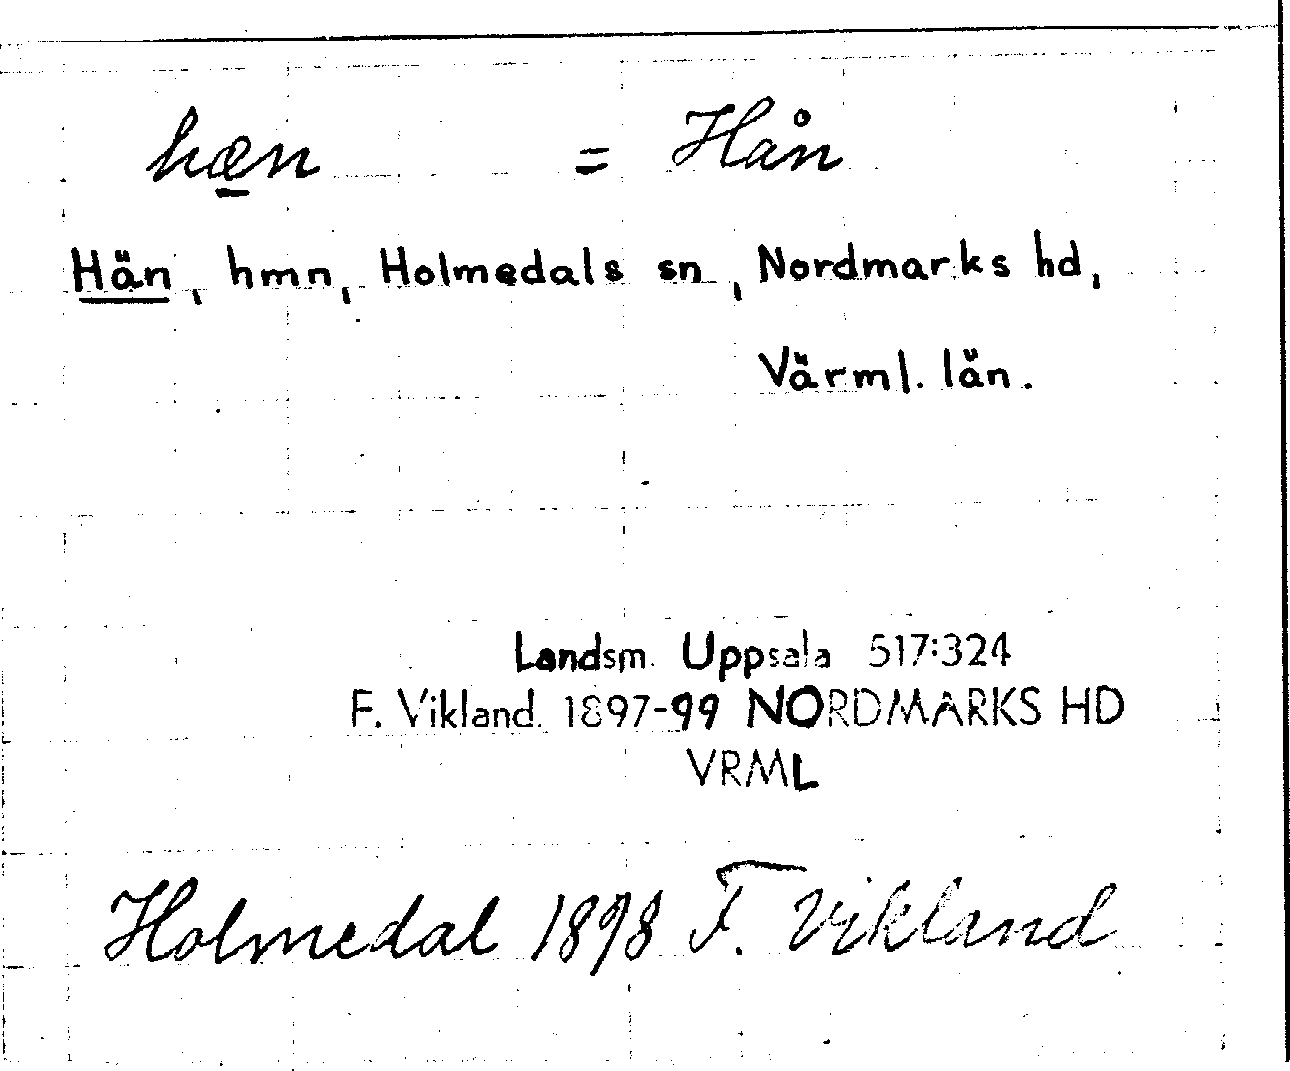 hæn = Hån
Hän, hmn, Holmedals sn, Nordmarks hd,
Värml. län.
Landsm. Uppsala 517:324
F. Vikland. 1897-99 NORDMARKS HD
VRML
Holmedal 1898 F. Vikland